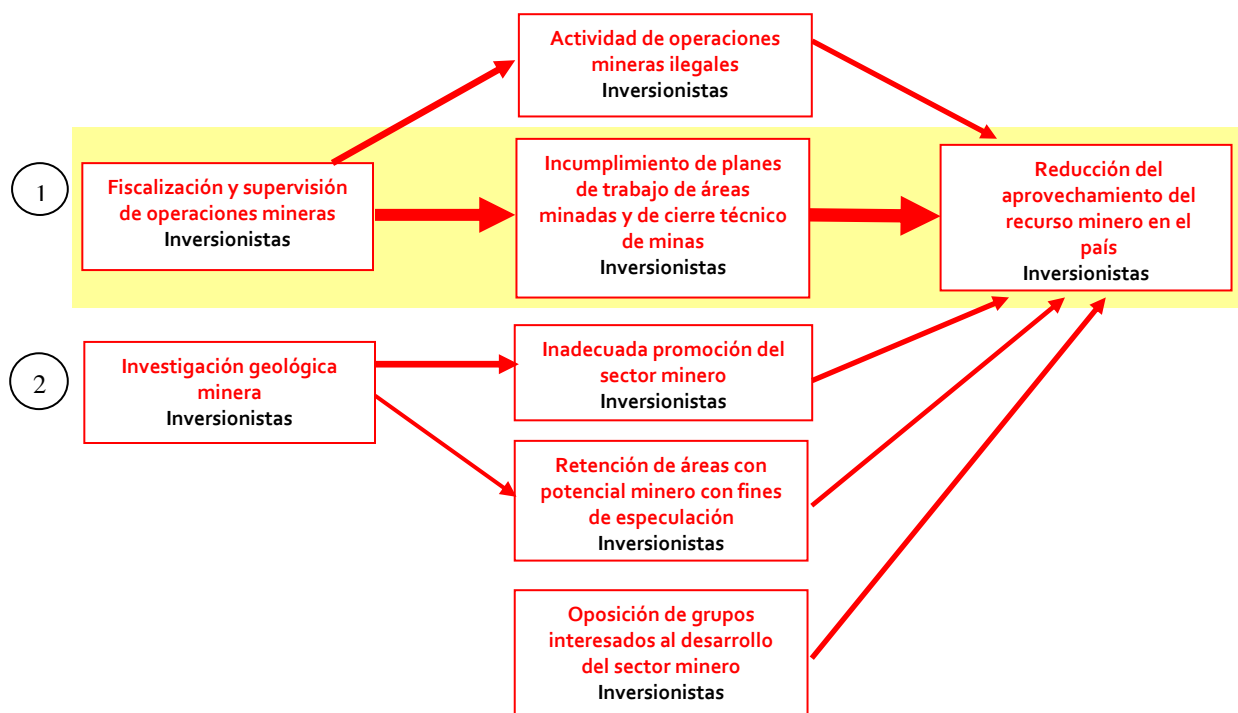 Actividad de operaciones
mineras ilegales
Inversionistas
1
Fiscalización y supervisión
de operaciones mineras
Inversionistas
Incumplimiento de planes
de trabajo de áreas
minadas y de cierre técnico
de minas
Inversionistas
Reducción del
aprovechamiento del
recurso minero en el
país
Inversionistas
2
Investigación geológica
minera
Inversionistas
Inadecuada promoción del
sector minero
Inversionistas
Retención de áreas con
potencial minero con fines
de especulación
Inversionistas
Oposición de grupos
interesados al desarrollo
del sector minero
Inversionistas